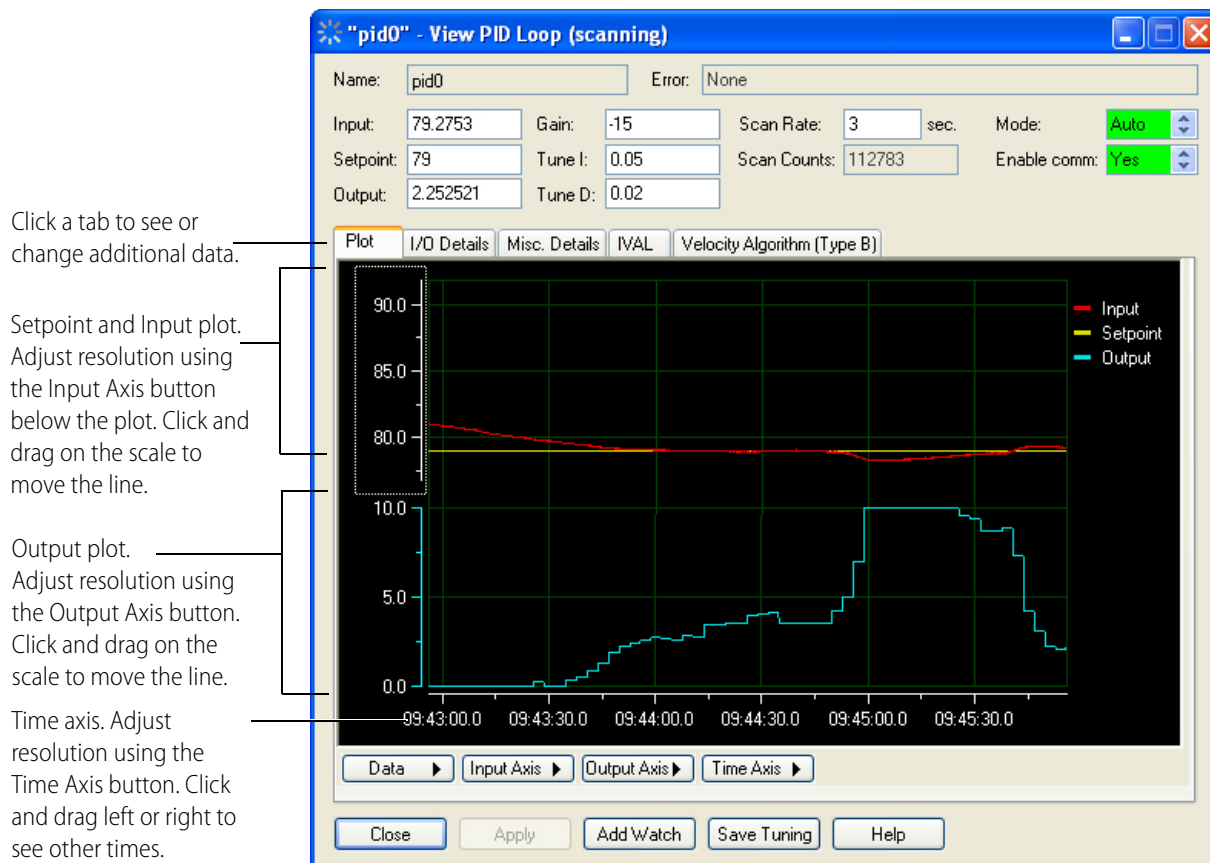 "pid0" - View PID Loop (scanning)
Name: pid0 Error: None
Input: 79.2753 Gain: -15 Scan Rate: 3 sec. Mode: Auto
Setpoint: 79 Tune I: 0.05 Scan Counts: 112783 Enable comm: Yes
Output: 2.252521 Tune D: 0.02
Plot I/O Details Misc. Details IVAL Velocity Algorithm (Type B)
Click a tab to see or
change additional data.
Setpoint and Input plot.
Adjust resolution using
the Input Axis button
below the plot. Click and
drag on the scale to
move the line.
Output plot.
Adjust resolution using
the Output Axis button.
Click and drag on the
scale to move the line.
Time axis. Adjust
resolution using the
Time Axis button. Click
and drag left or right to
see other times.
90.0
85.0
80.0
10.0
5.0
0.0
Input
Setpoint
Output
09:43:00.0 09:43:30.0 09:44:00.0 09:44:30.0 09:45:00.0 09:45:30.0
Data Input Axis Output Axis Time Axis
Close Apply Add Watch Save Tuning Help